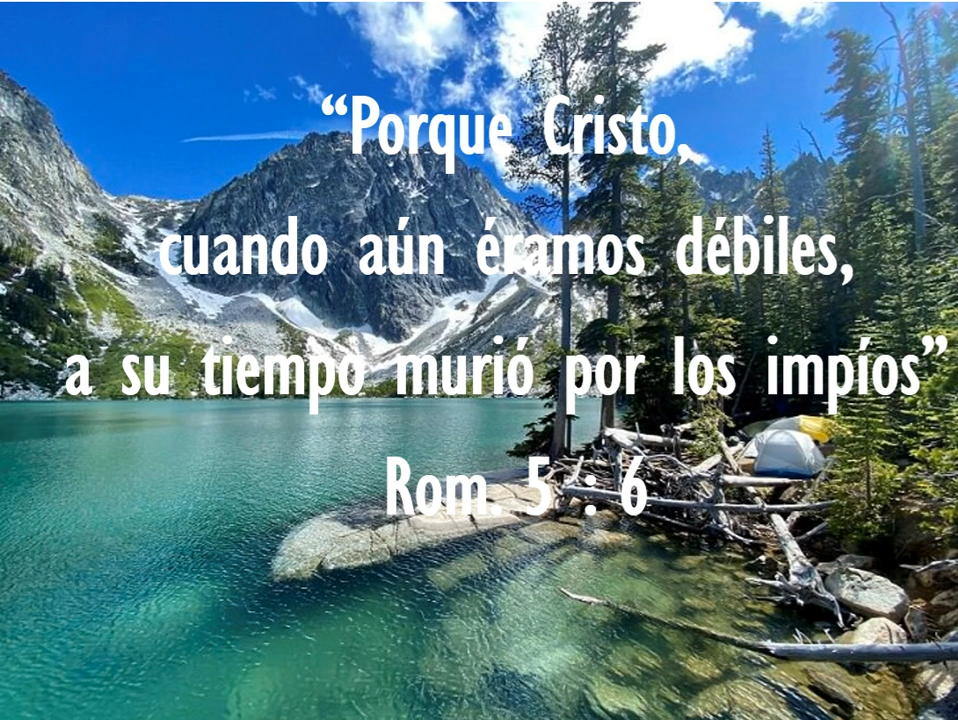 “Porque Cristo,
cuando aún éramos débiles,
a su tiempo murió por los impíos”
Rom. 5 : 6